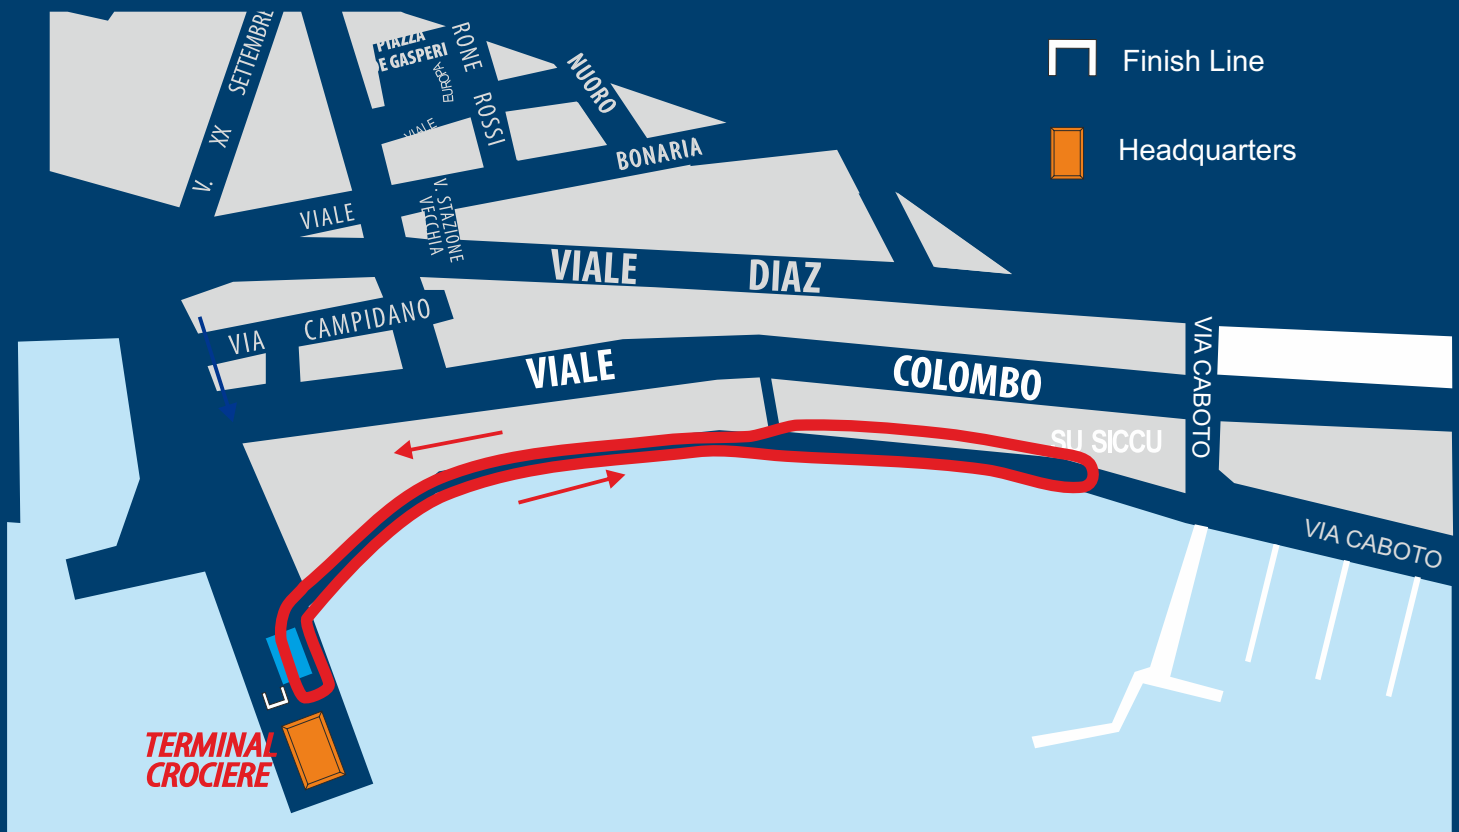 V. XX SETTEMBRE
PIAZZA
DE GASPERI
VIALE EUROPA
RONE ROSSI
NUORO
VIALE BONARIA
V. STAZIONE
VECCHIA
VIALE DIAZ
VIA CAMPIDANO
VIALE COLOMBO
VIA CABOTO
SU SICCU
VIA CABOTO
TERMINAL
CROCIERE
Finish Line
Headquarters